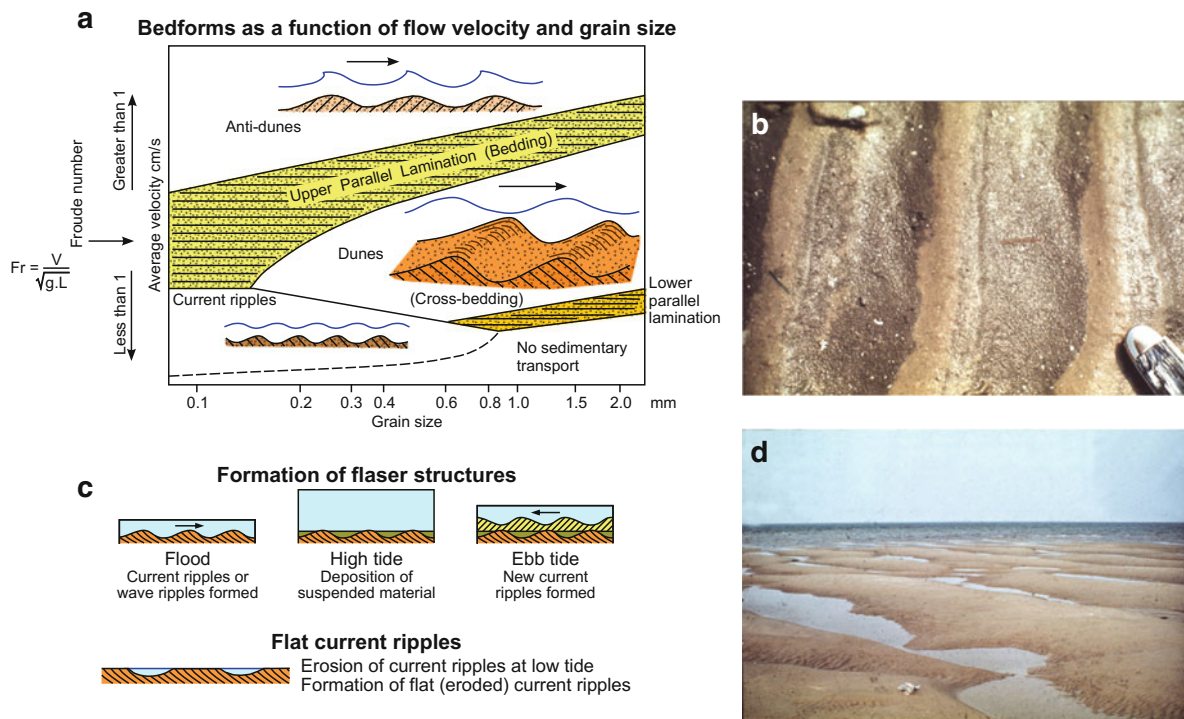 a
Bedforms as a function of flow velocity and grain size
Froude number
Greater than 1
Less than 1
Fr = V
√g.L
Average velocity cm/s
Anti-dunes
Upper Parallel Lamination (Bedding)
Dunes
(Cross-bedding)
Current ripples
Lower
parallel
lamination
No sedimentary
transport
0.1 0.2 0.3 0.4 0.6 0.8 1.0 1.5 2.0 mm
Grain size
b
c
Formation of flaser structures
Flood
Current ripples or
wave ripples formed
High tide
Deposition of
suspended material
Ebb tide
New current
ripples formed
Flat current ripples
Erosion of current ripples at low tide
Formation of flat (eroded) current ripples
d